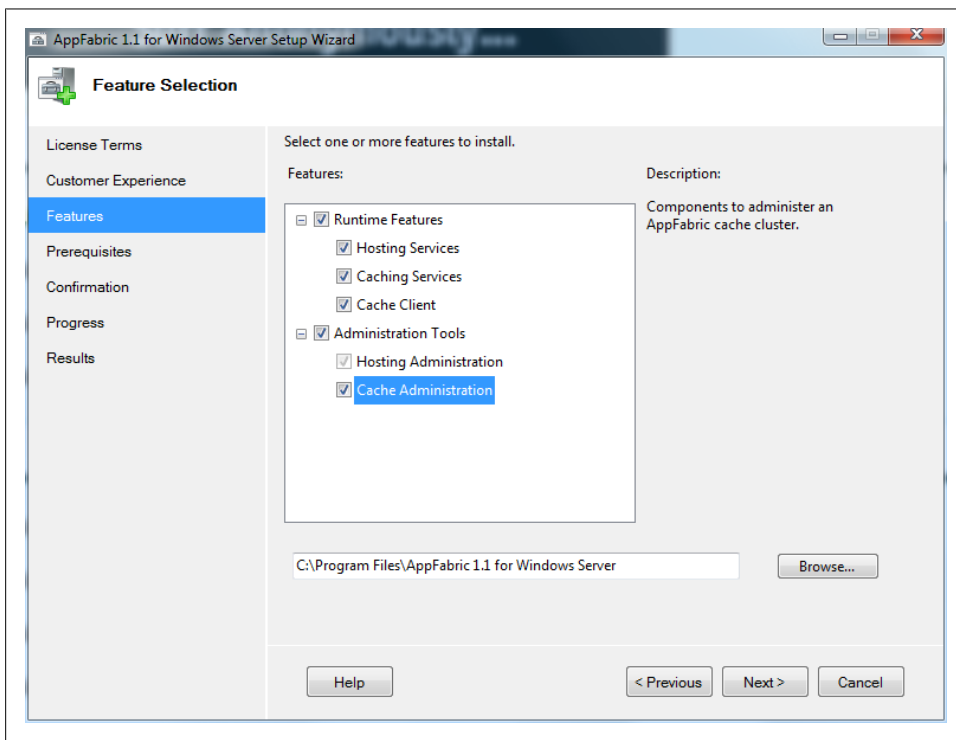 AppFabric 1.1 for Windows Server Setup Wizard
Feature Selection
License Terms
Customer Experience
Features
Prerequisites
Confirmation
Progress
Results
Select one or more features to install.
Features:
Runtime Features
Hosting Services
Caching Services
Cache Client
Administration Tools
Hosting Administration
Cache Administration
Description:
Components to administer an
AppFabric cache cluster.
C:\Program Files\AppFabric 1.1 for Windows Server
Browse...
Help
< Previous
Next >
Cancel